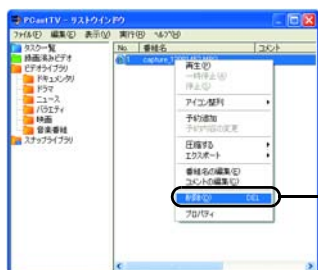 PCastTV - リストウインドウ
ファイル(F) 編集(E) 表示(V) 実行(R) ヘルプ(H)
タスク一覧
録画済みビデオ
ビデオライブラリ
ドキュメンタリ
ドラマ
ニュース
バラエティ
映画
音楽番組
スナップライブラリ
No. 番組名 コメント
再生(P)
一時停止(A)
停止(S)
アイコン整列
予約追加
予約内容の変更
圧縮する
エクスポート
番組名の編集(E)
コメントの編集(C)
削除(D) DEL
プロパティ